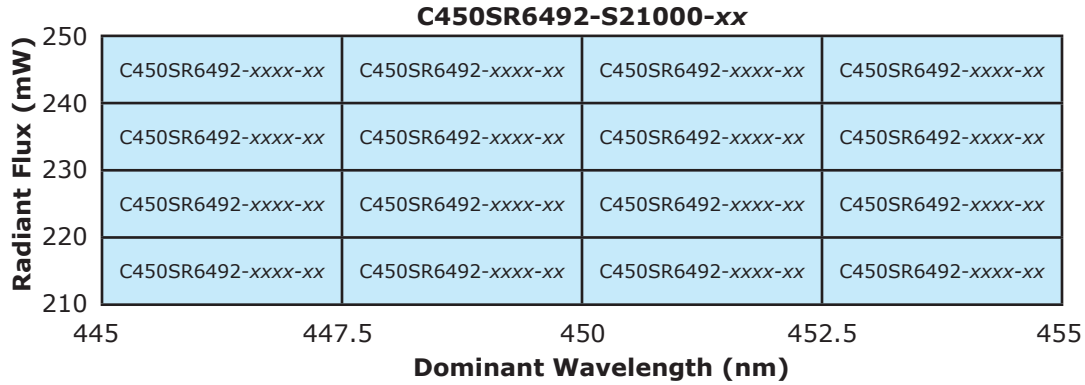 C450SR6492-S21000-xx
250
C450SR6492-xxxx-xx C450SR6492-xxxx-xx C450SR6492-xxxx-xx C450SR6492-xxxx-xx
240
C450SR6492-xxxx-xx C450SR6492-xxxx-xx C450SR6492-xxxx-xx C450SR6492-xxxx-xx
230
C450SR6492-xxxx-xx C450SR6492-xxxx-xx C450SR6492-xxxx-xx C450SR6492-xxxx-xx
220
C450SR6492-xxxx-xx C450SR6492-xxxx-xx C450SR6492-xxxx-xx C450SR6492-xxxx-xx
210
Radiant Flux (mW)
445 447.5 450 452.5 455
Dominant Wavelength (nm)